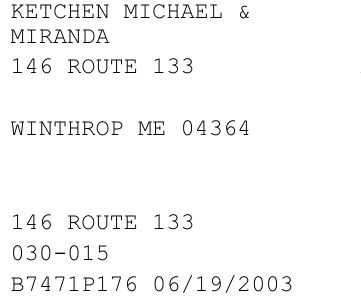 KETCHEN MICHAEL &
MIRANDA
146 ROUTE 133
WINTHROP ME 04364
146 ROUTE 133
030-015
B7471P176 06/19/2003